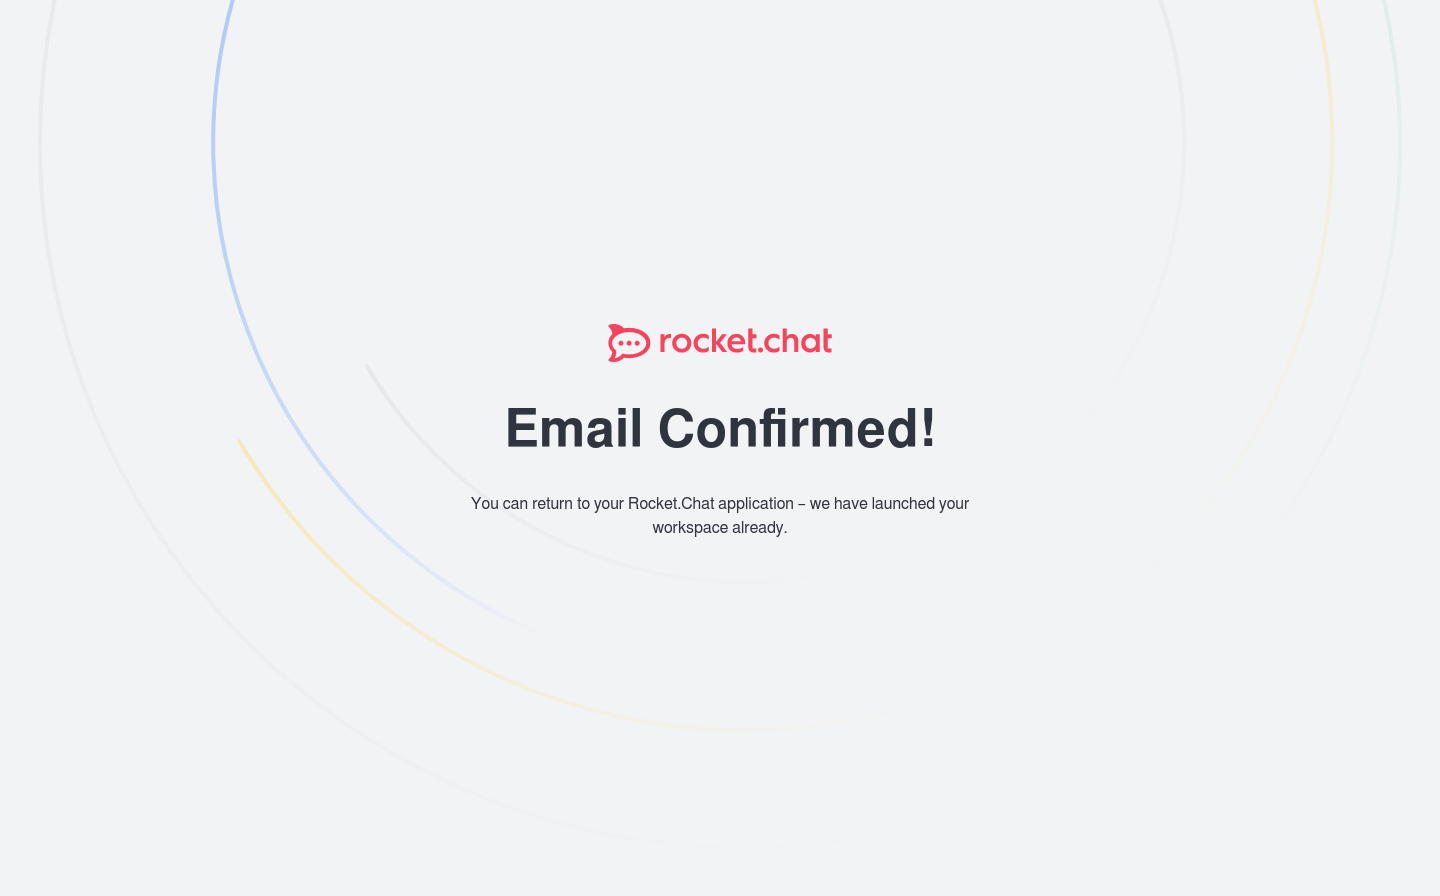 rocket.chat
Email Confirmed!
You can return to your Rocket.Chat application – we have launched your
workspace already.